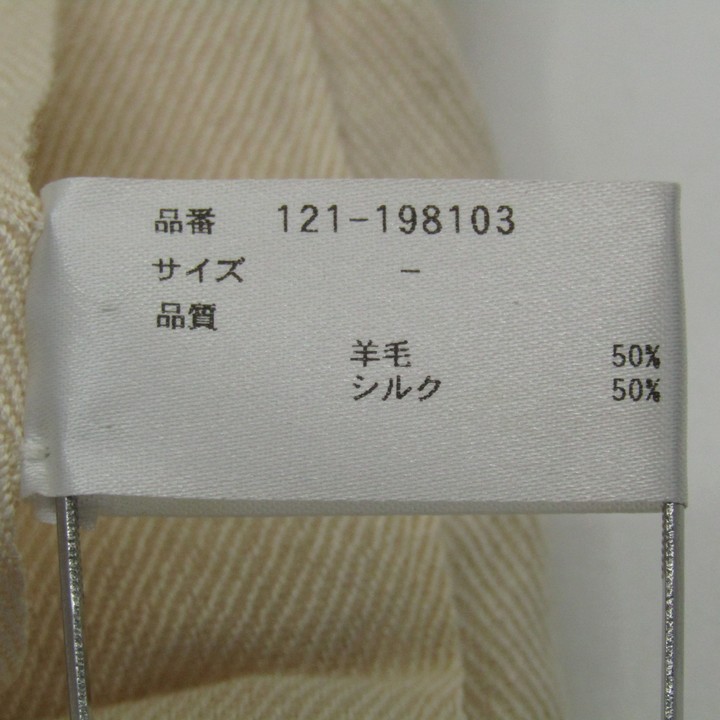 品番 121-198103
サイズ -
品質
羊毛 50%
シルク 50%